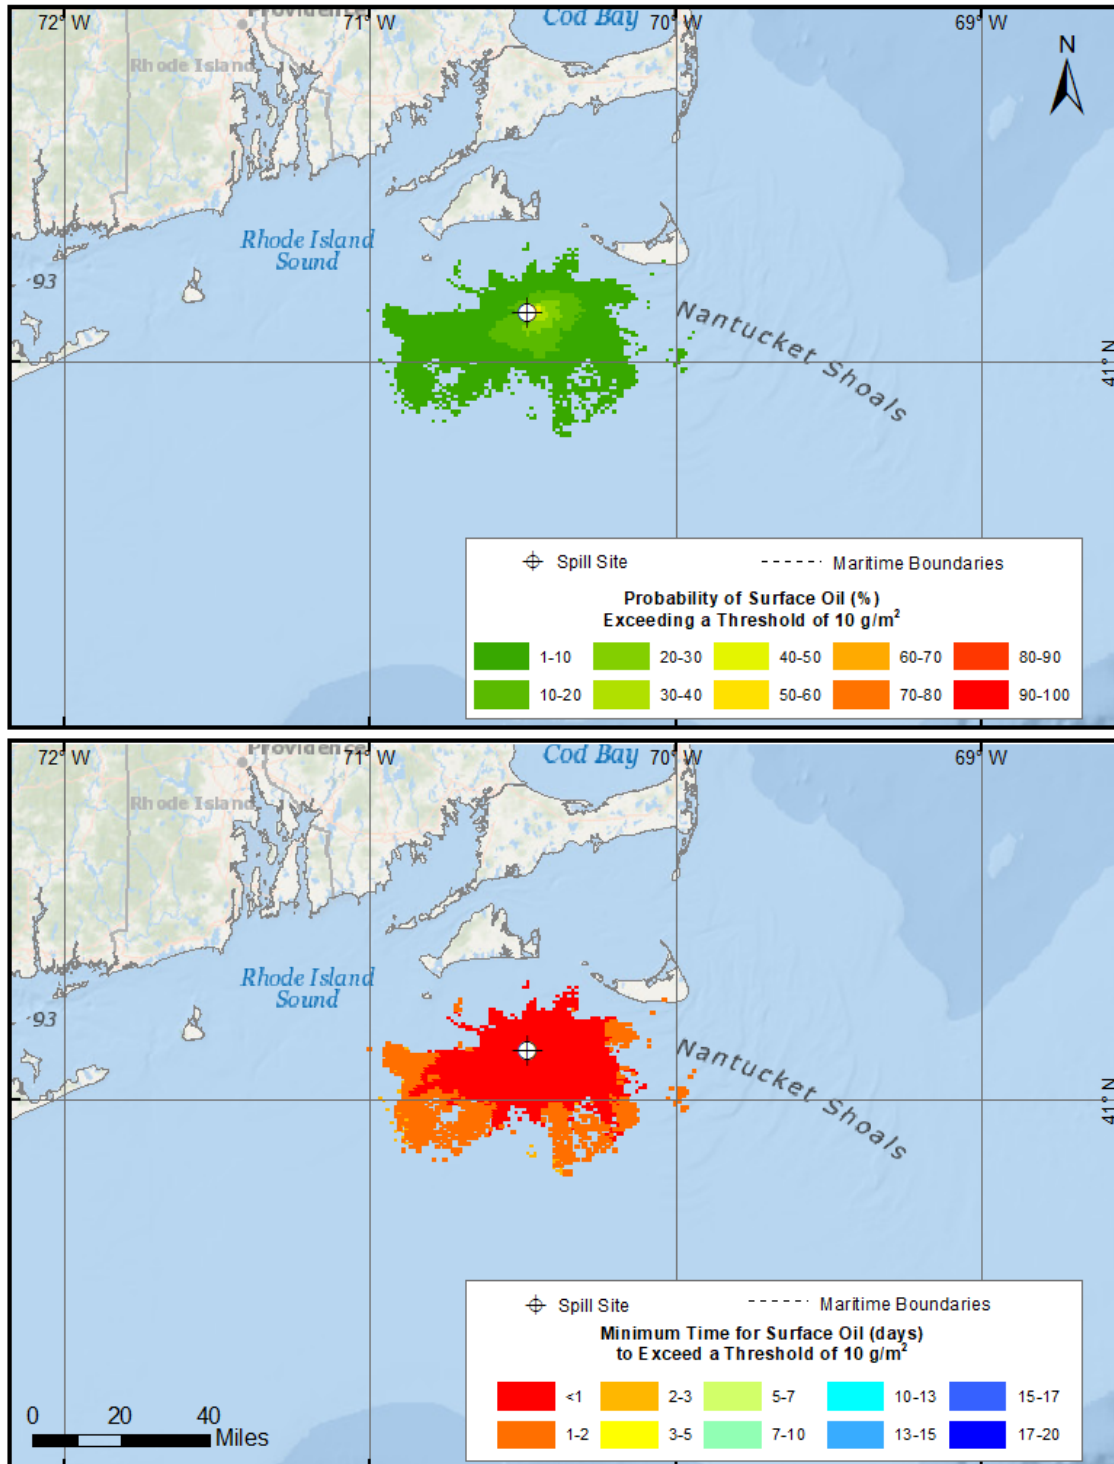 Cod Bay
72° W
Providence
71° W
70° W
69° W
Rhode Island
N
Rhode Island
Sound
-93
Nantucket Shoals
41° N
Spill Site
Maritime Boundaries
Probability of Surface Oil (%)
Exceeding a Threshold of 10 g/m²
1-10
20-30
40-50
60-70
80-90
10-20
30-40
50-60
70-80
90-100
72° W
Providence
71° W
Cod Bay
70° W
69° W
Rhode Island
Rhode Island
Sound
93
Nantucket Shoals
41° N
Spill Site
Maritime Boundaries
Minimum Time for Surface Oil (days)
to Exceed a Threshold of 10 g/m²
<1
2-3
5-7
10-13
15-17
1-2
3-5
7-10
13-15
17-20
0 20 40
Miles